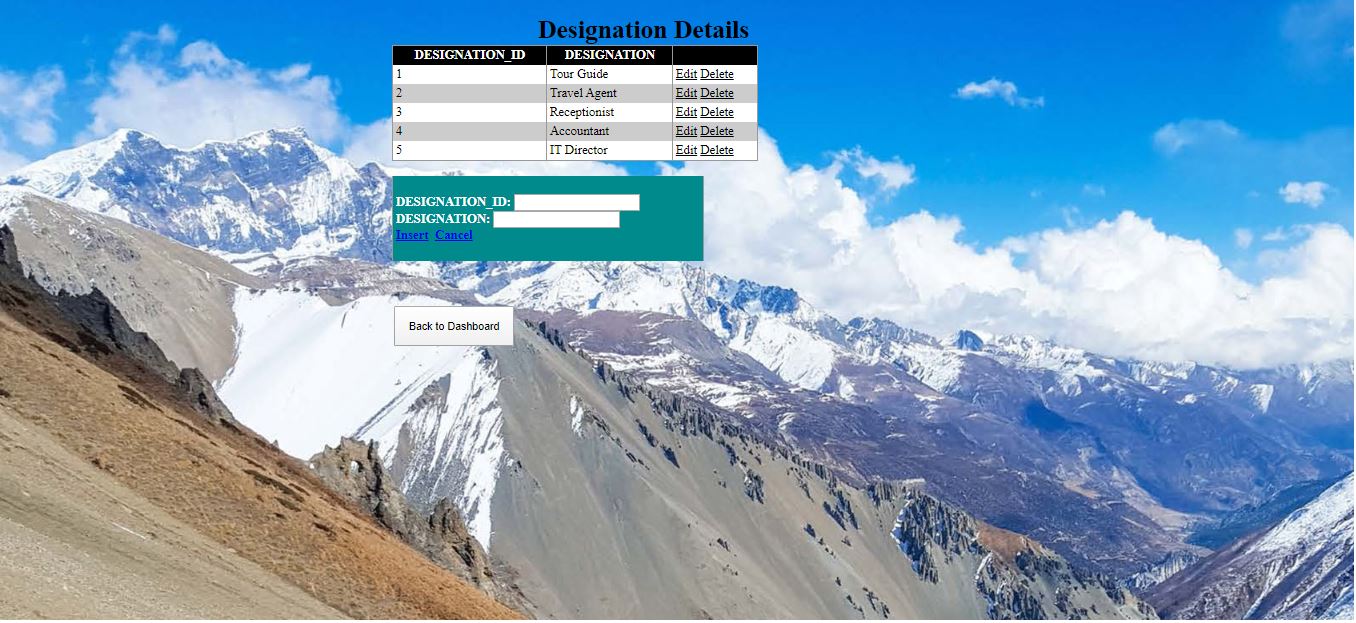 Designation Details
DESIGNATION_ID DESIGNATION
1 Tour Guide Edit Delete
2 Travel Agent Edit Delete
3 Receptionist Edit Delete
4 Accountant Edit Delete
5 IT Director Edit Delete
DESIGNATION_ID:
DESIGNATION:
Insert Cancel
Back to Dashboard